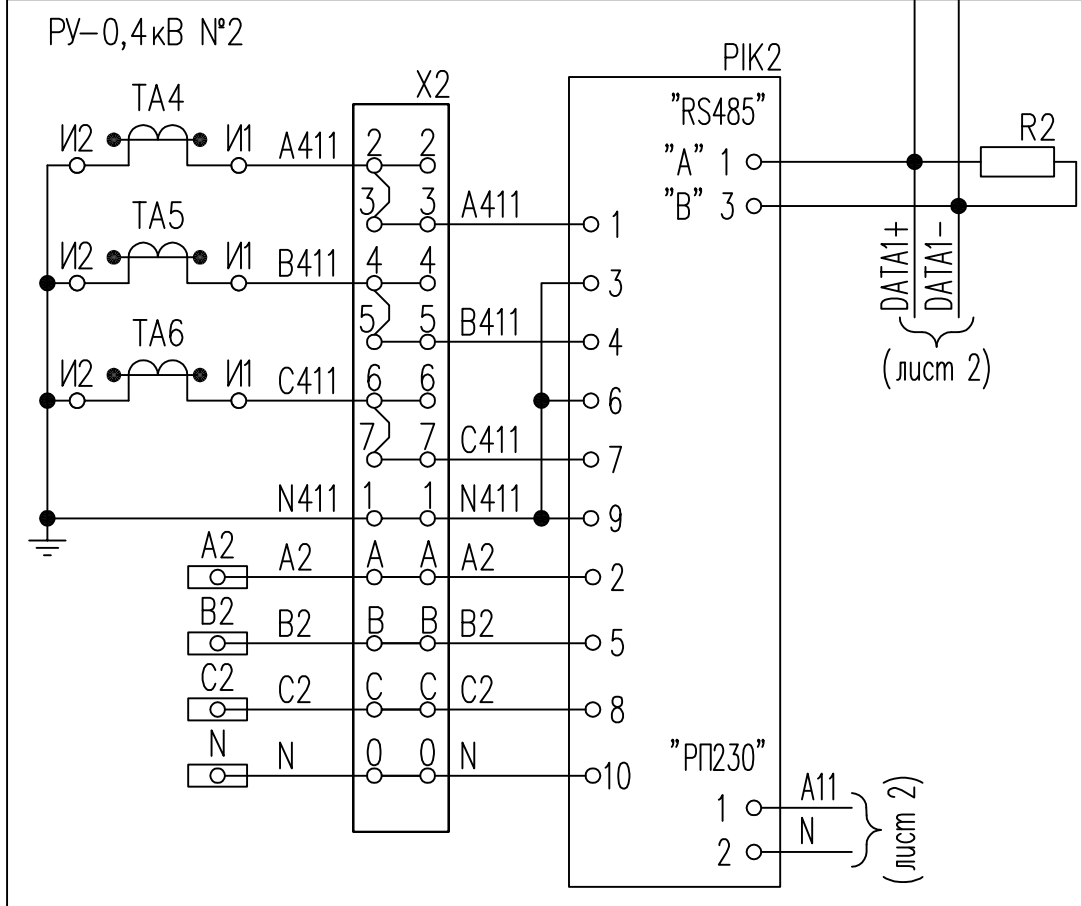 РУ-0,4кВ №2
PIK2
X2
TA4
"RS485"
R2
И2 И1 A411 2 2
"A" 1
3 3 A411 1
"B" 3
TA5
DATA1+
DATA1-
И2 И1 B411 4 4
3
5 5 B411 4
TA6
(лист 2)
И2 И1 C411 6 6
6
7 7 C411 7
N411 1 1 N411 9
A2 A2 A A A2 2
B2 B2 B B B2 5
C2 C2 C C C2 8
N N 0 0 N 10
"РП230"
1 A11
2 N
(лист 2)